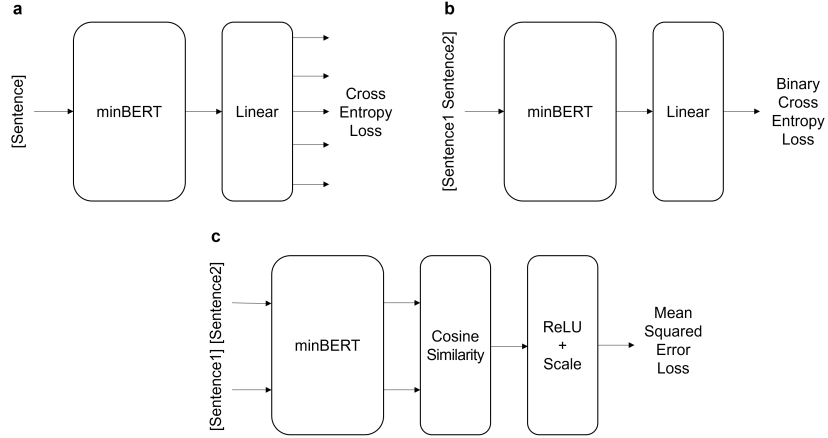 a
[Sentence]
minBERT
Linear
Cross
Entropy
Loss
b
[Sentence1 Sentence2]
minBERT
Linear
Binary
Cross
Entropy
Loss
c
[Sentence1] [Sentence2]
minBERT
Cosine
Similarity
ReLU
+
Scale
Mean
Squared
Error
Loss